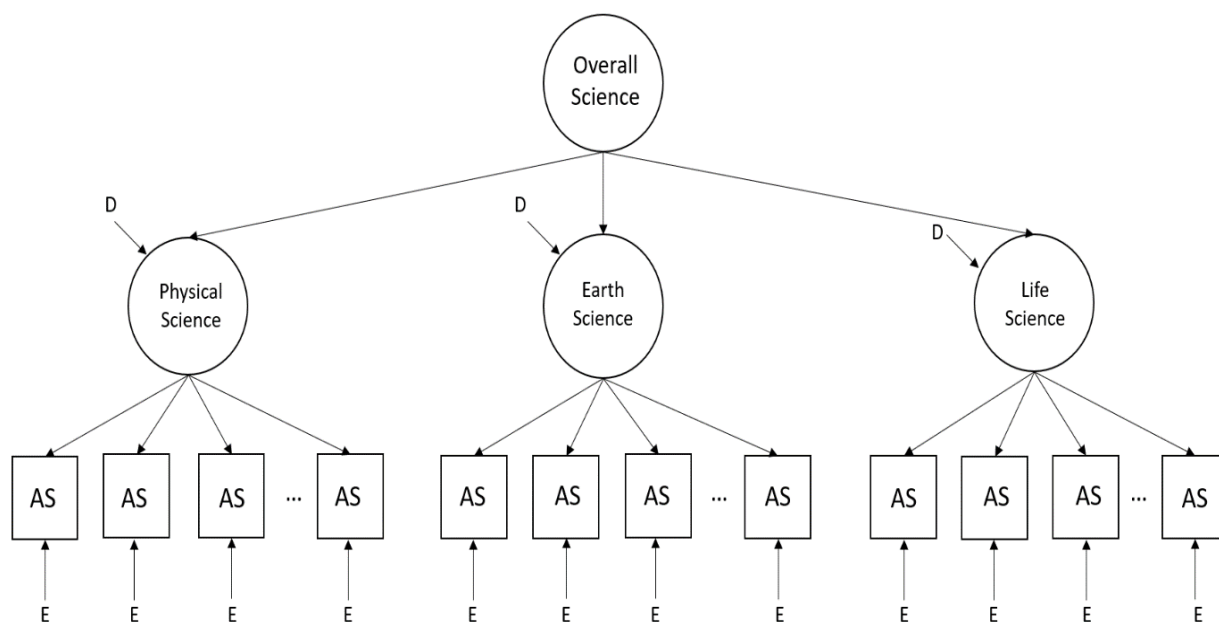 Overall
Science
D
D
D
Physical
Science
Earth
Science
Life
Science
AS AS AS ... AS AS AS AS ... AS AS AS AS ... AS
E E E E E E E E E E E E